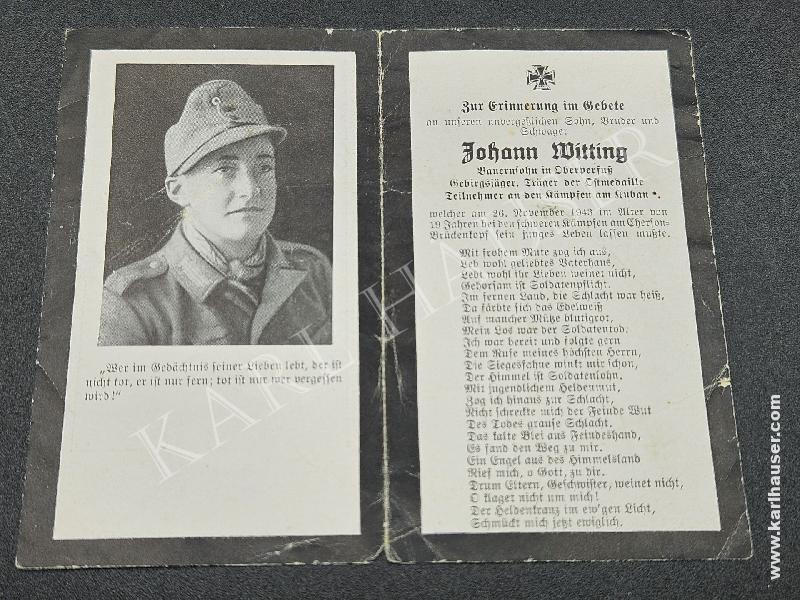 „Wer im Gedächtnis seiner Lieben lebt, der ist
nicht tot, er ist nur fern; tot ist nur wer vergessen
wird!“
Zur Erinnerung im Gebete
an unseren unvergeßlichen Sohn, Bruder und
Schwager
Johann Witting
Bauernsohn in
Gebirgsjäger, Träger der Ostmedaille
Teilnehmer an den Kämpfen am Kuban
welcher am 26. November 1943 im Alter von
19 Jahren bei den schweren Kämpfen am Cherson-
Brückenkopf sein junges Leben lassen mußte.
Mit frohem Mute zog ich aus,
Leb wohl geliebtes Vaterhaus,
Lebt wohl ihr Lieben weinet nicht,
Gehorsam ist Soldatenpflicht.
Im fernen Land, die Schlacht war heiß,
Da färbte sich das Edelweiß
Auf mancher Mütze blutigrot.
Mein Los war der Soldatentod.
Ich war bereit und folgte gern
Dem Rufe meines höchsten Herrn,
Die Siegesfahne winkt mir schon,
Der Himmel ist Soldatenlohn.
Mit jugendlichem Heldenmut,
Zog ich hinaus zur Schlacht,
Nicht schreckte mich der Feinde Wut
Des Todes grause Schlacht.
Das kalte Blei aus Feindeshand,
Es fand den Weg zu mir.
Ein Engel aus des Himmelsland
Rief mich, o Gott, zu dir.
Drum Eltern, Geschwister, weinet nicht,
O klaget nicht um mich!
Der Heldenkranz im ew'gen Licht,
Schmückt mich jetzt ewiglich.
KARL HAUSER
www.karlhauser.com